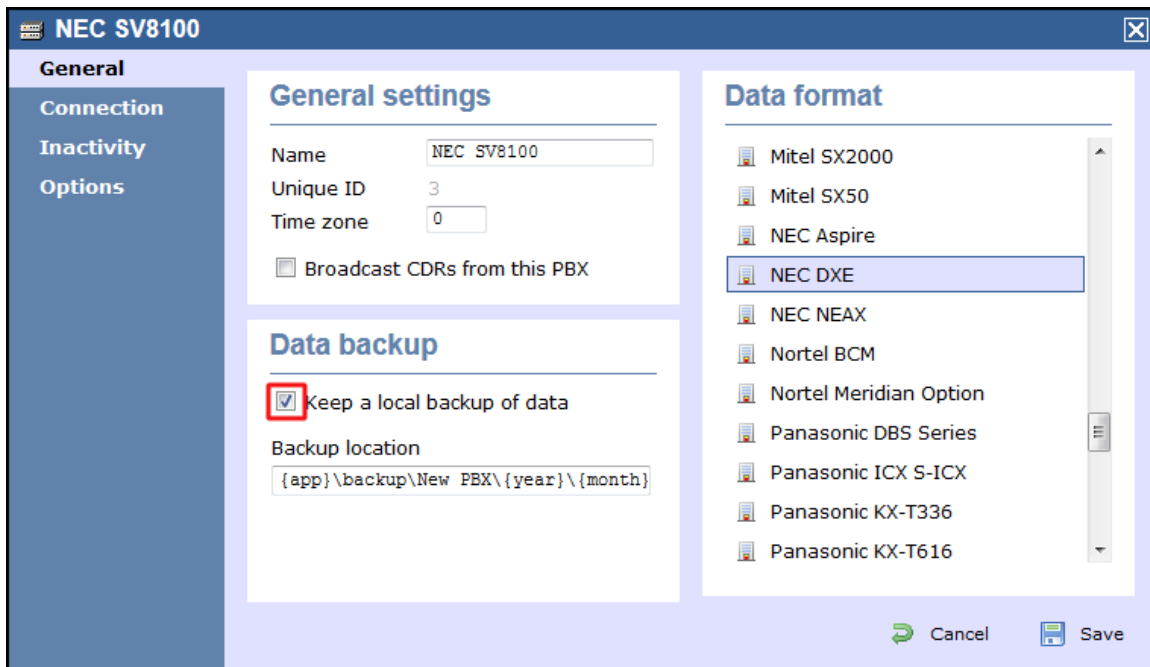 NEC SV8100
General
Connection
Inactivity
Options
General settings
Name NEC SV8100
Unique ID 3
Time zone 0
Broadcast CDRs from this PBX
Data backup
Keep a local backup of data
Backup location
{app}\backup\New PBX\{year}\{month}
Data format
Mitel SX2000
Mitel SX50
NEC Aspire
NEC DXE
NEC NEAX
Nortel BCM
Nortel Meridian Option
Panasonic DBS Series
Panasonic ICX S-ICX
Panasonic KX-T336
Panasonic KX-T616
Cancel Save